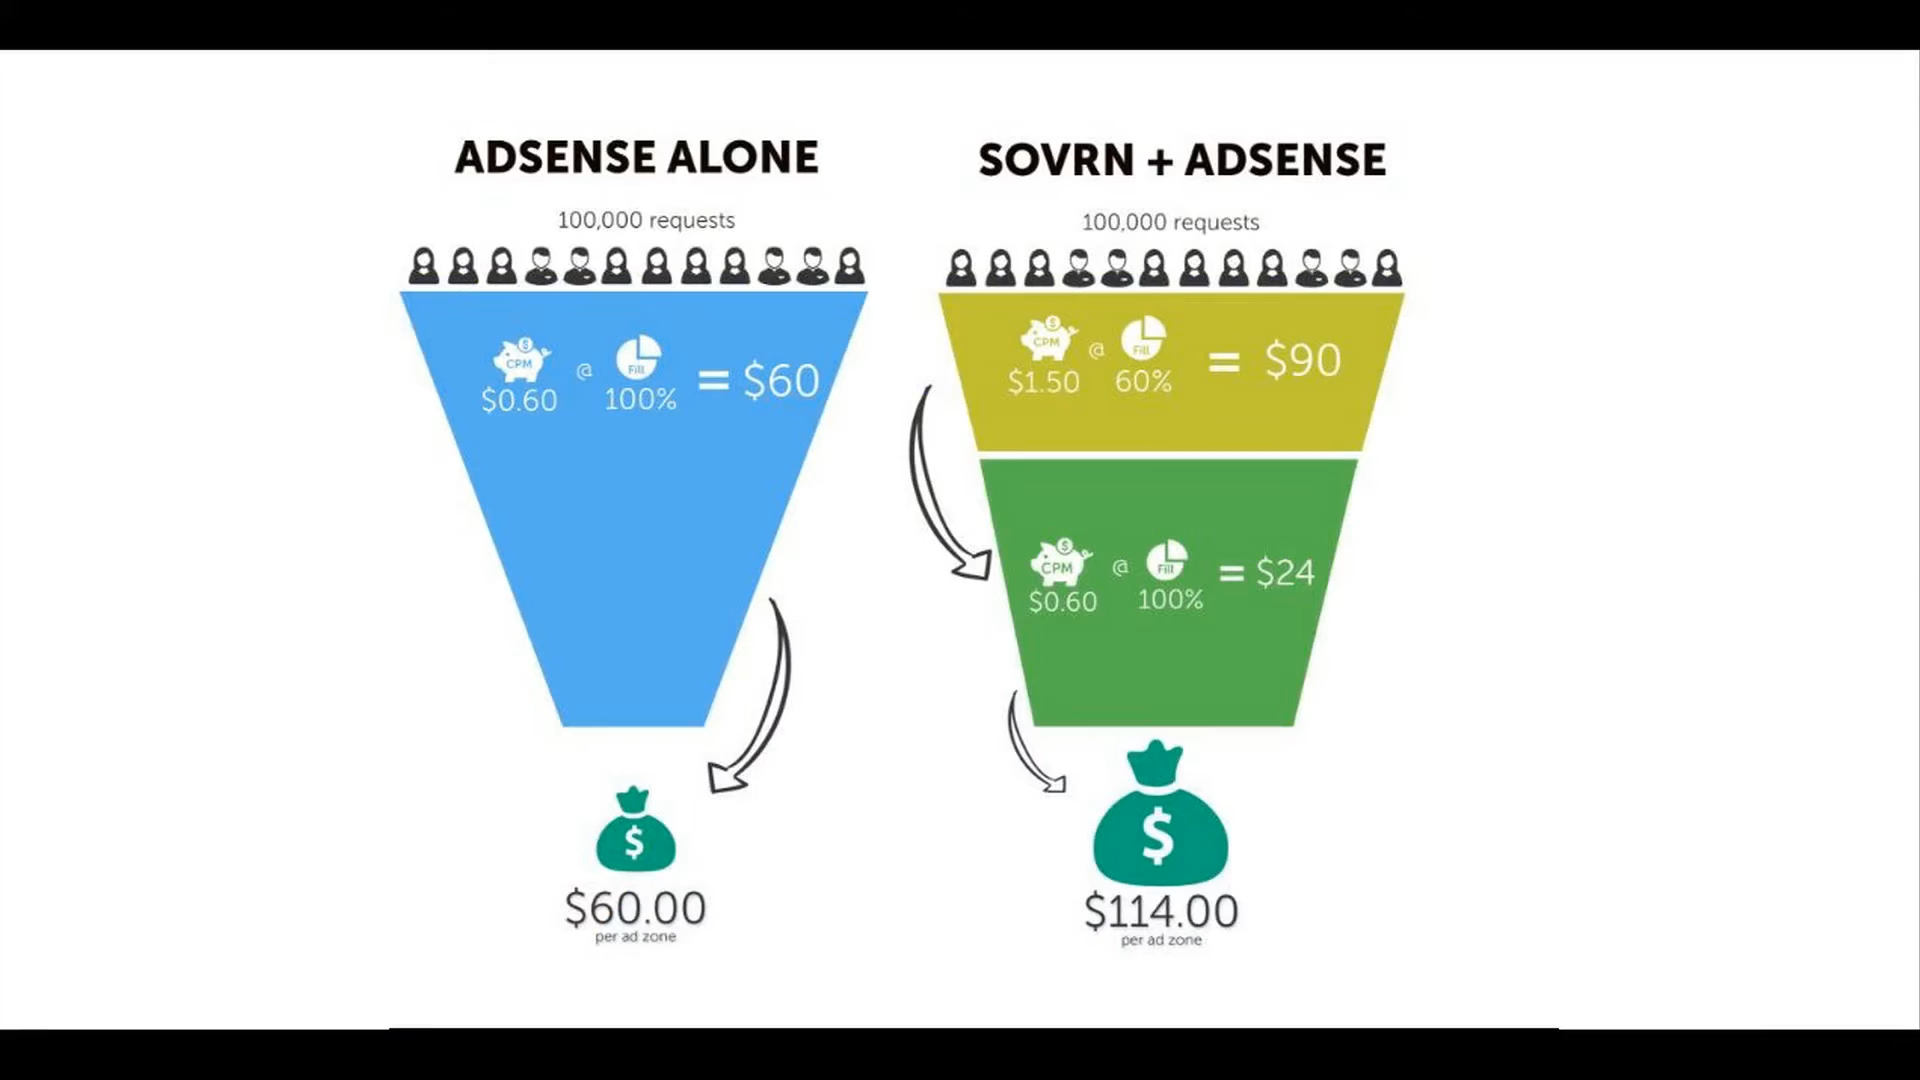 ADSENSE ALONE
100,000 requests
$
CPM
$0.60
@
Fill
100%
= $60
$
$60.00
per ad zone
SOVRN + ADSENSE
100,000 requests
$
CPM
$1.50
@
Fill
60%
= $90
$
CPM
$0.60
@
Fill
100%
= $24
$
$114.00
per ad zone